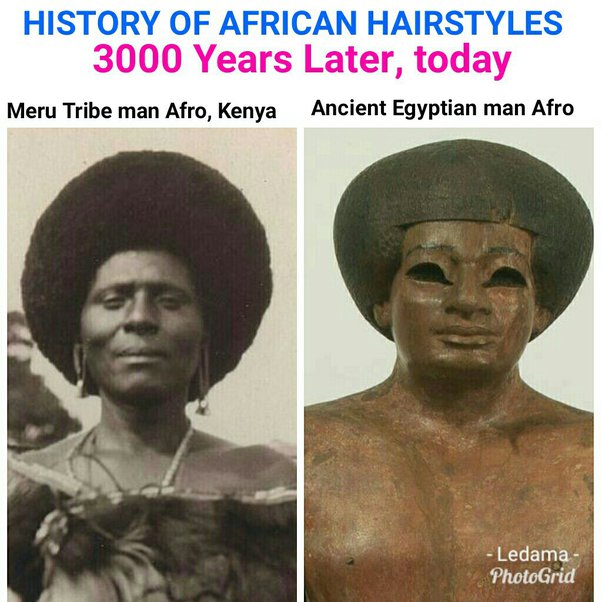 HISTORY OF AFRICAN HAIRSTYLES
3000 Years Later, today
Meru Tribe man Afro, Kenya
Ancient Egyptian man Afro
- Ledama -
PhotoGrid